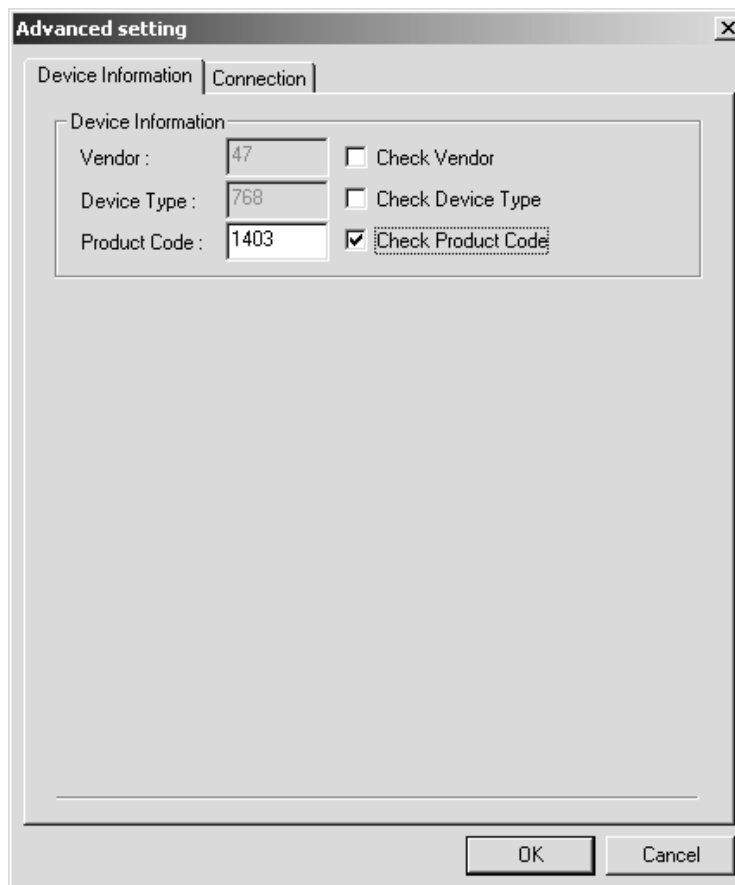 Advanced setting
Device Information Connection
Device Information
Vendor : 47 Check Vendor
Device Type : 768 Check Device Type
Product Code : 1403 Check Product Code
OK Cancel